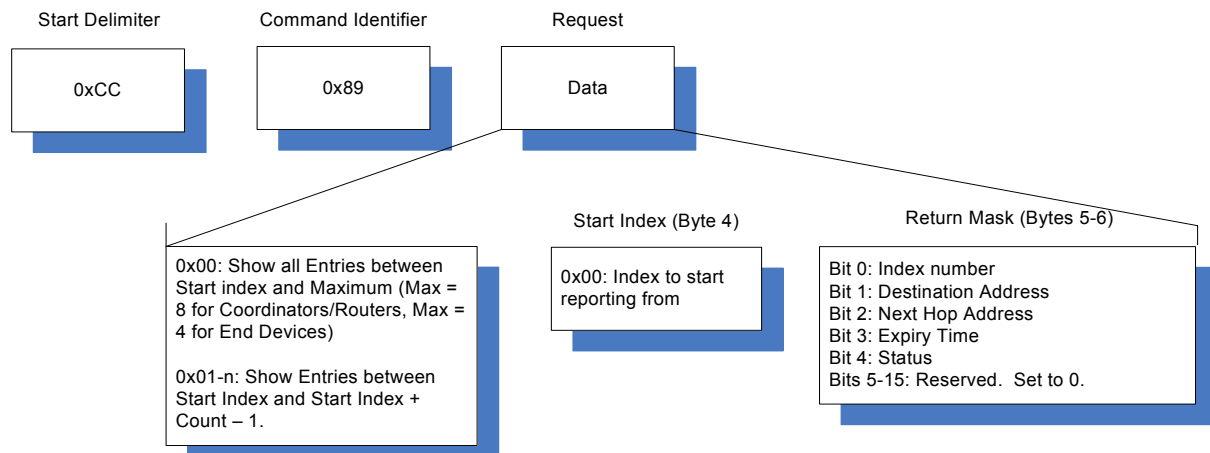 Start Delimiter
Command Identifier
Request
0xCC
0x89
Data
Start Index (Byte 4)
Return Mask (Bytes 5-6)
0x00: Show all Entries between
Start index and Maximum (Max =
8 for Coordinators/Routers, Max =
4 for End Devices)
0x01-n: Show Entries between
Start Index and Start Index +
Count – 1.
0x00: Index to start
reporting from
Bit 0: Index number
Bit 1: Destination Address
Bit 2: Next Hop Address
Bit 3: Expiry Time
Bit 4: Status
Bits 5-15: Reserved.  Set to 0.